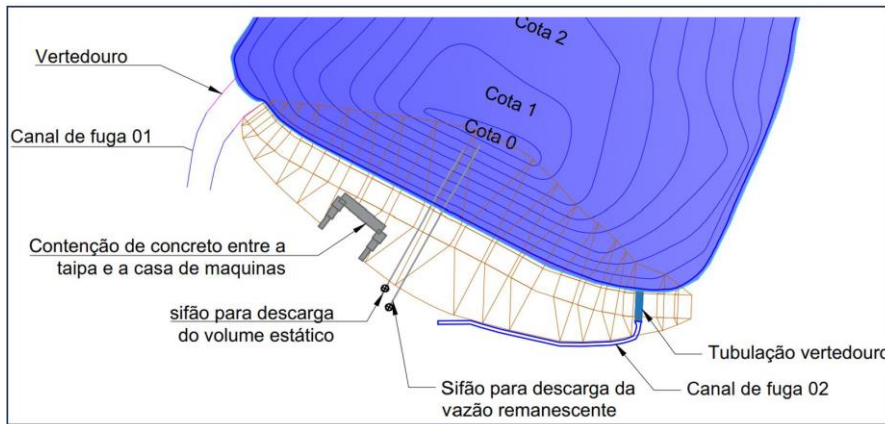 Cota 2
Vertedouro
Cota 1
Canal de fuga 01
Cota 0
Contenção de concreto entre a
taipa e a casa de maquinas
sifão para descarga
do volume estático
Tubulação vertedouro
Sifão para descarga da
vazão remanescente
Canal de fuga 02